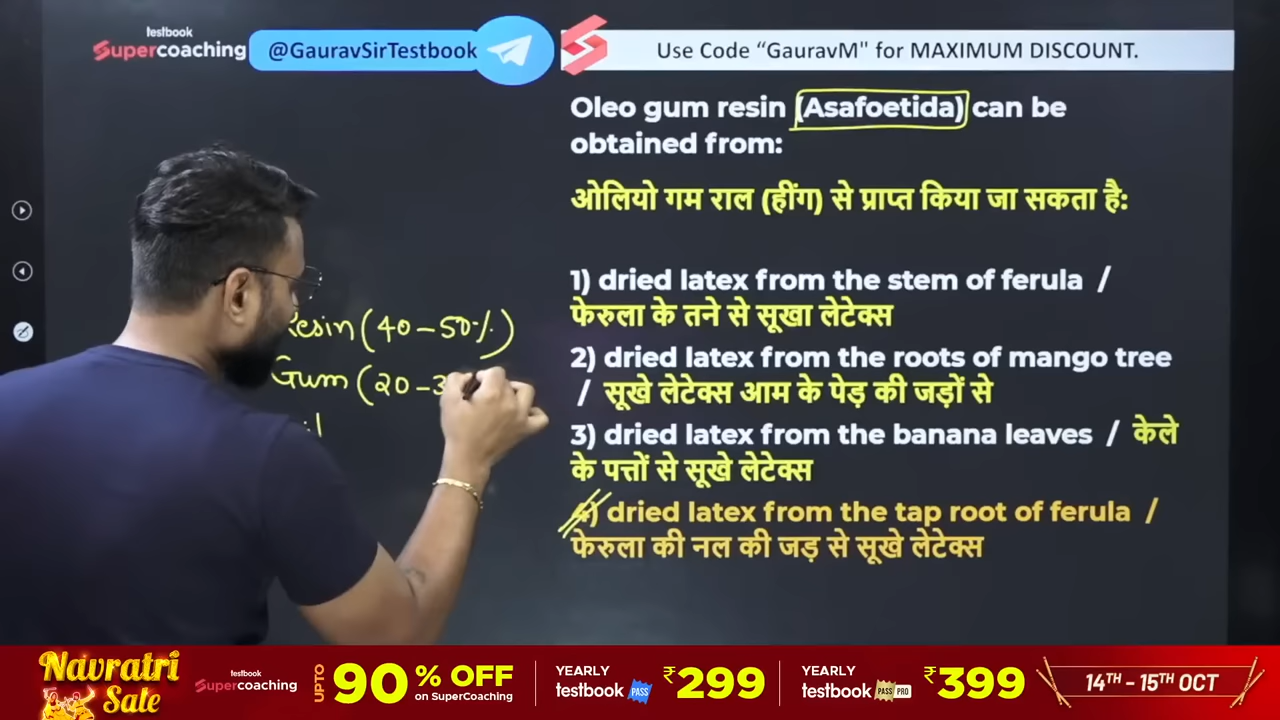 testbook
Supercoaching
@GauravSirTestbook
Use Code “GauravM" for MAXIMUM DISCOUNT.
Oleo gum resin (Asafoetida) can be
obtained from:
ओलियो गम राल (हींग) से प्राप्त किया जा सकता है:
1) dried latex from the stem of ferula /
फेरुला के तने से सूखा लेटेक्स
2) dried latex from the roots of mango tree
/ सूखे लेटेक्स आम के पेड़ की जड़ों से
3) dried latex from the banana leaves / केले
के पत्तों से सूखे लेटेक्स
4) dried latex from the tap root of ferula /
फेरुला की नल की जड़ से सूखे लेटेक्स
Resin (40-50%)
Gum (20-3
Navratri
Sale
testbook
Supercoaching
UPTO
90% OFF
on SuperCoaching
YEARLY
testbook PASS
₹299
YEARLY
testbook PASS PRO
₹399
14TH - 15TH OCT